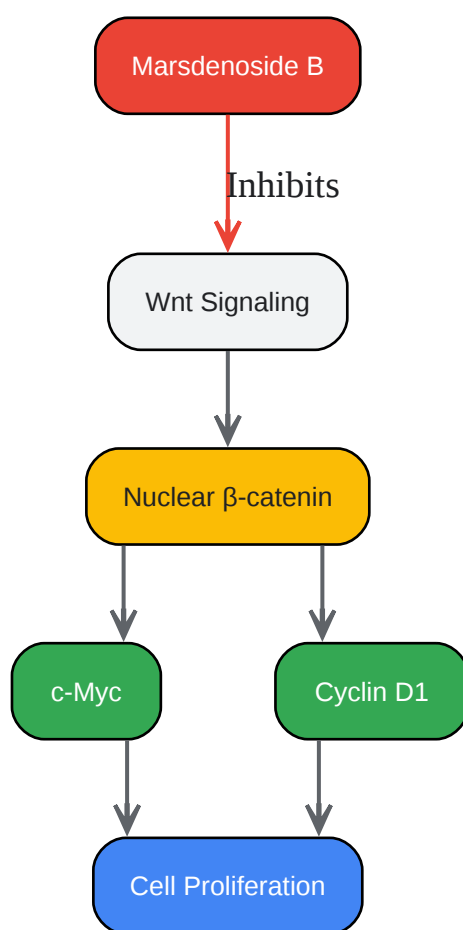 Marsdenoside B
Inhibits
Wnt Signaling
Nuclear β-catenin
c-Myc
Cyclin D1
Cell Proliferation